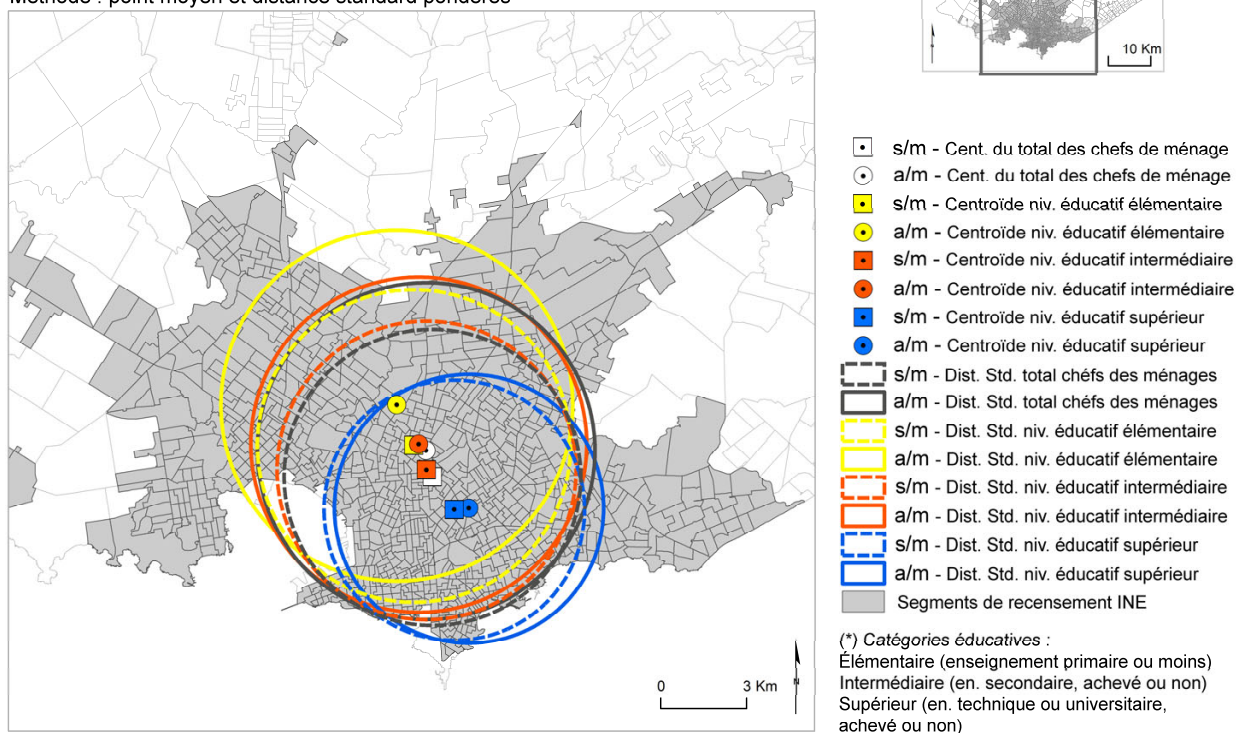 Méthode : point moyen et distance standard pondérés
10 Km
s/m - Cent. du total des chefs de ménage
a/m - Cent. du total des chefs de ménage
s/m - Centroïde niv. éducatif élémentaire
a/m - Centroïde niv. éducatif élémentaire
s/m - Centroïde niv. éducatif intermédiaire
a/m - Centroïde niv. éducatif intermédiaire
s/m - Centroïde niv. éducatif supérieur
a/m - Centroïde niv. éducatif supérieur
s/m - Dist. Std. total chéfs des ménages
a/m - Dist. Std. total chéfs des ménages
s/m - Dist. Std. niv. éducatif élémentaire
a/m - Dist. Std. niv. éducatif élémentaire
s/m - Dist. Std. niv. éducatif intermédiaire
a/m - Dist. Std. niv. éducatif intermédiaire
s/m - Dist. Std. niv. éducatif supérieur
a/m - Dist. Std. niv. éducatif supérieur
Segments de recensement INE
(*) Catégories éducatives :
Élémentaire (enseignement primaire ou moins)
Intermédiaire (en. secondaire, achevé ou non)
Supérieur (en. technique ou universitaire,
achevé ou non)
0 3 Km
N